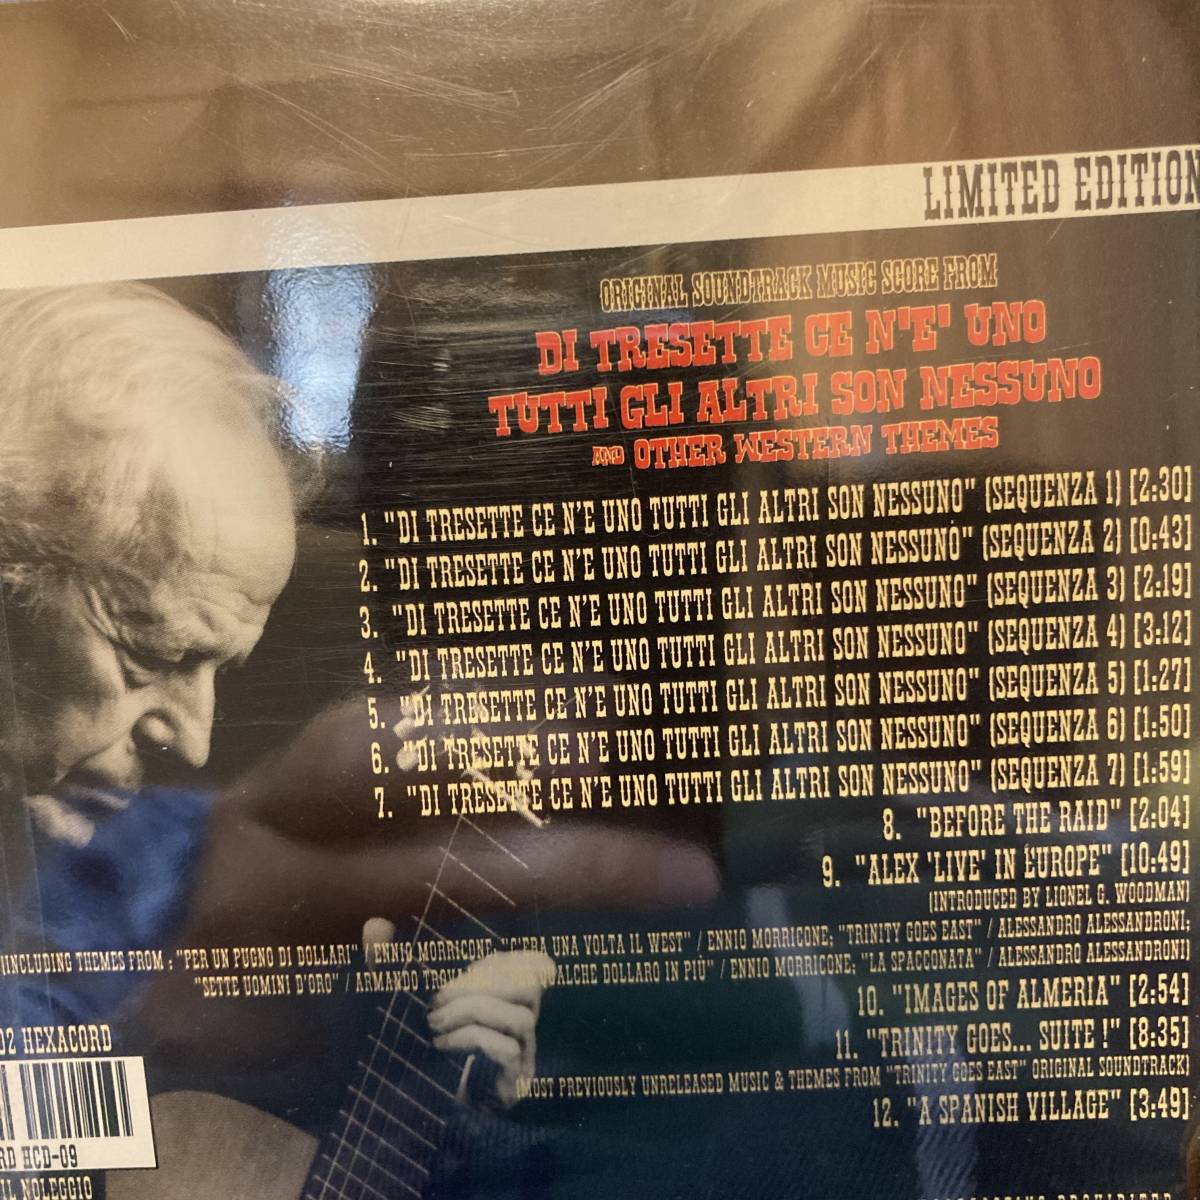 LIMITED EDITION
ORIGINAL SOUNDTRACK MUSIC SCORE FROM
DI TRESETTE CE N'E' UNO
TUTTI GLI ALTRI SON NESSUNO
AND OTHER WESTERN THEMES
1. "DI TRESETTE CE N'E UNO TUTTI GLI ALTRI SON NESSUNO" (SEQUENZA 1) [2:30]
2. "DI TRESETTE CE N'E UNO TUTTI GLI ALTRI SON NESSUNO" (SEQUENZA 2) [0:43]
3. "DI TRESETTE CE N'E UNO TUTTI GLI ALTRI SON NESSUNO" (SEQUENZA 3) [2:19]
4. "DI TRESETTE CE N'E UNO TUTTI GLI ALTRI SON NESSUNO" (SEQUENZA 4) [3:12]
5. "DI TRESETTE CE N'E UNO TUTTI GLI ALTRI SON NESSUNO" (SEQUENZA 5) [1:27]
6. "DI TRESETTE CE N'E UNO TUTTI GLI ALTRI SON NESSUNO" (SEQUENZA 6) [1:50]
7. "DI TRESETTE CE N'E UNO TUTTI GLI ALTRI SON NESSUNO" (SEQUENZA 7) [1:59]
8. "BEFORE THE RAID" [2:04]
9. "ALEX 'LIVE' IN EUROPE" [10:49]
(INTRODUCED BY LIONEL G. WOODMAN)
(INCLUDING THEMES FROM : "PER UN PUGNO DI DOLLARI" / ENNIO MORRICONE; "C'ERA UNA VOLTA IL WEST" / ENNIO MORRICONE; "TRINITY GOES EAST" / ALESSANDRO ALESSANDRONI;
"SETTE UOMINI D'ORO" / ARMANDO DOLLARO IN PIÙ" / ENNIO MORRICONE; "LA SPACCONATA" / ALESSANDRO ALESSANDRONI)
10. "IMAGES OF ALMERIA" [2:54]
11. "TRINITY GOES... SUITE !" [8:35]
(MOST PREVIOUSLY UNRELEASED MUSIC & THEMES FROM "TRINITY GOES EAST" ORIGINAL SOUNDTRACK)
12. "A SPANISH VILLAGE" [3:49]
02 HEXACORD
RD HCD-09
IL NOLEGGIO